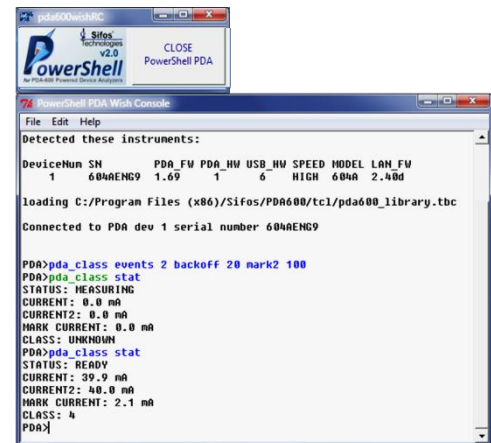 pda600wishRC
Sifos
Technologies
v2.0
PowerShell
for PDA-600 Powered Device Analyzers
CLOSE
PowerShell PDA
PowerShell PDA Wish Console
File Edit Help
Detected these instruments:
DeviceNum SN PDA_FW PDA_HW USB_HW SPEED MODEL LAN_FW
1 604AENG9 1.69 1 6 HIGH 604A 2.40d
loading C:/Program Files (x86)/Sifos/PDA600/tcl/pda600_library.tbc
Connected to PDA dev 1 serial number 604AENG9
PDA>pda_class events 2 backoff 20 mark2 100
PDA>pda_class stat
STATUS: MEASURING
CURRENT: 0.0 mA
CURRENT2: 0.0 mA
MARK CURRENT: 0.0 mA
CLASS: UNKNOWN
PDA>pda_class stat
STATUS: READY
CURRENT: 39.9 mA
CURRENT2: 40.0 mA
MARK CURRENT: 2.1 mA
CLASS: 4
PDA>